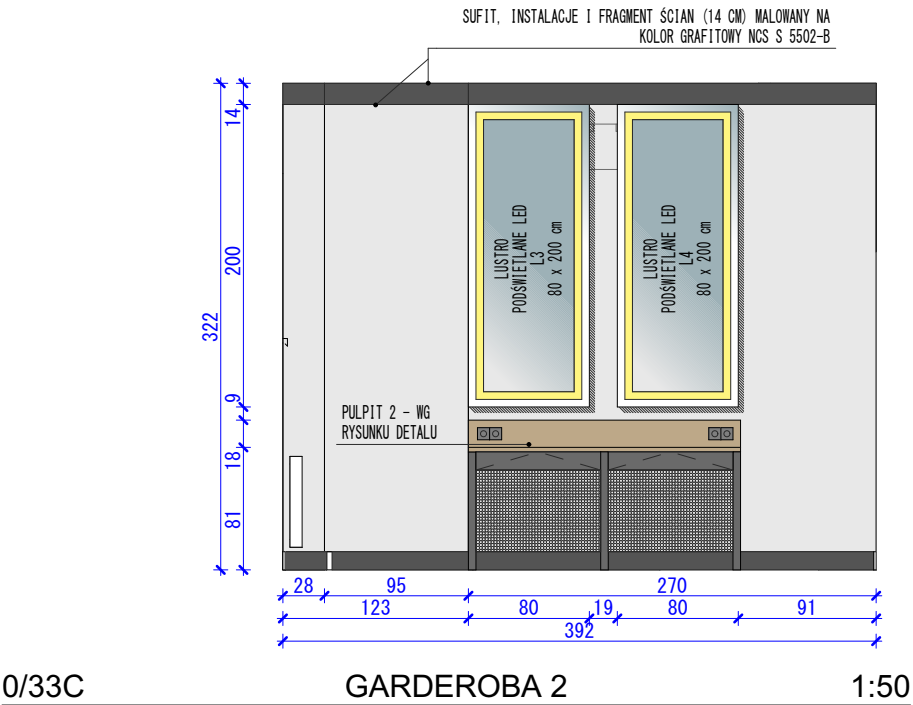 SUFIT, INSTALACJE I FRAGMENT ŚCIAN (14 CM) MALOWANY NA
KOLOR GRAFITOWY NCS S 5502-B
14
200
322
9
18
81
LUSTRO
PODŚWIETLANE LED
L3
80 x 200 cm
LUSTRO
PODŚWIETLANE LED
L4
80 x 200 cm
PULPIT 2 - WG
RYSUNKU DETALU
28 95 270
123 80 19 80 91
392
0/33C GARDEROBA 2 1:50